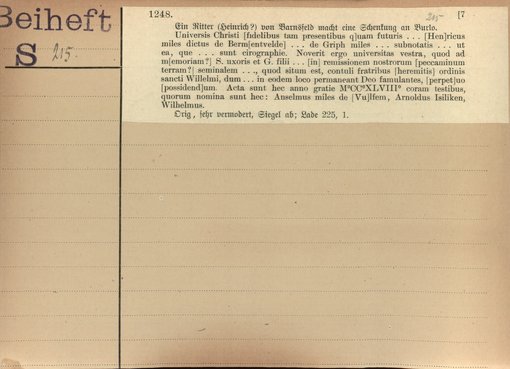 Beiheft
S 215.
1248. 215- [7
Ein Ritter (Heinrich?) von Barnsfeld macht eine Schenkung an Burlo.
Universis Christi [fidelibus tam presentibus q]uam futuris . . . [Hen]ricus
miles dictus de Berm[entvelde] . . . de Griph miles . . . subnotatis . . . ut
ea, que . . . sunt cirographie. Noverit ergo universitas vestra, quod ad
m[emoriam?] S. uxoris et G. filii . . . [in] remissionem nostrorum [peccaminum
terram?] seminalem . . ., quod situm est, contuli fratribus [heremitis] ordinis
sancti Willelmi, dum . . . in eodem loco permaneant Deo famulantes, [perpet]uo
[possidend]um. Acta sunt hec anno gratie M°CC°XLVIII° coram testibus,
quorum nomina sunt hec: Anselmus miles de [Vu]lfem, Arnoldus Isiliken,
Wilhelmus.
Orig., sehr vermodert, Siegel ab; Lade 225, 1.